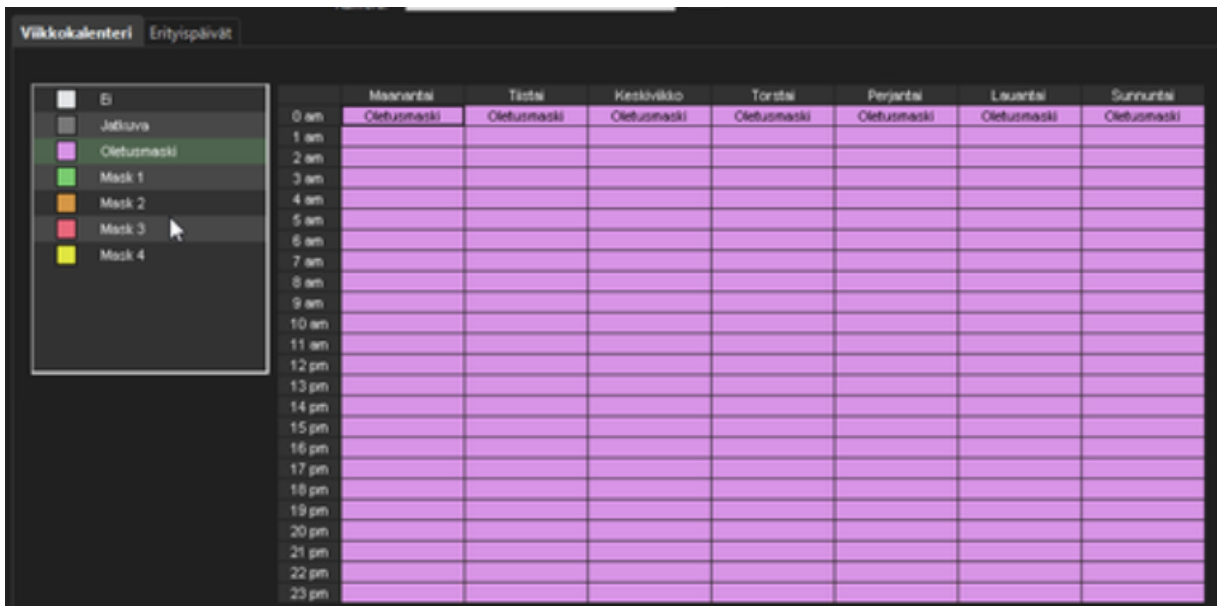 Viikkokalenteri Erityispäivät
Ei
Jatkuva
Oletusmaski
Mask 1
Mask 2
Mask 3
Mask 4
Maanantai Tiistai Keskiviikko Torstai Perjantai Lauantai Sunnuntai
0 am Oletusmaski Oletusmaski Oletusmaski Oletusmaski Oletusmaski Oletusmaski Oletusmaski
1 am
2 am
3 am
4 am
5 am
6 am
7 am
8 am
9 am
10 am
11 am
12 pm
13 pm
14 pm
15 pm
16 pm
17 pm
18 pm
19 pm
20 pm
21 pm
22 pm
23 pm